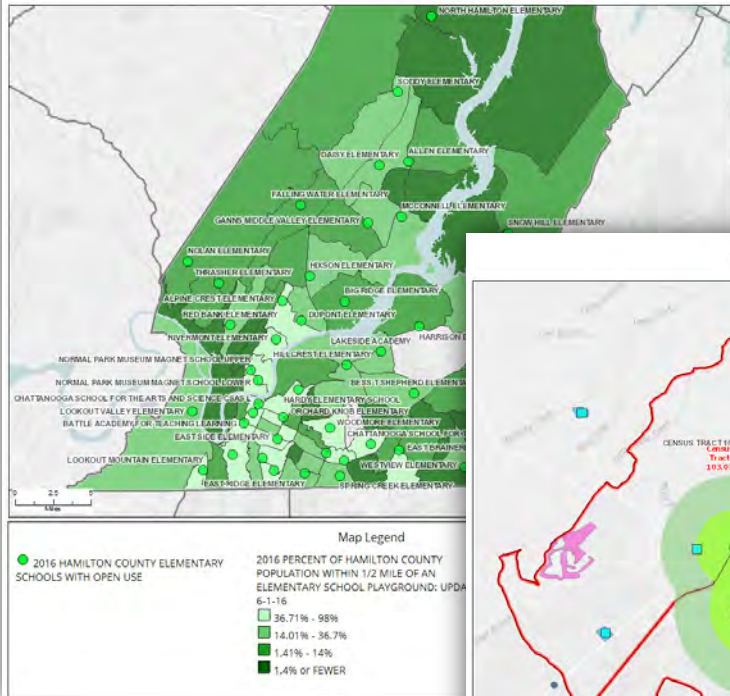 NORTH HAMILTON ELEMENTARY
SODDY ELEMENTARY
DAISY ELEMENTARY
ALLEN ELEMENTARY
FALLING WATER ELEMENTARY
MCCONNELL ELEMENTARY
GANNS MIDDLE VALLEY ELEMENTARY
SNOW HILL ELEMENTARY
NOLAN ELEMENTARY
THRASHER ELEMENTARY
HIXSON ELEMENTARY
BIG RIDGE ELEMENTARY
ALPINE CREST ELEMENTARY
RED BANK ELEMENTARY
DUPONT ELEMENTARY
RIVERMONT ELEMENTARY
LAKESIDE ACADEMY
HARRISON
NORMAL PARK MUSEUM MAGNET SCHOOL UPPER
HILLCREST ELEMENTARY
NORMAL PARK MUSEUM MAGNET SCHOOL LOWER
BESS T SHEPHERD ELEMENTA
CHATTANOOGA SCHOOL FOR THE ARTS AND SCIENCE CSAS L
HARDY ELEMENTARY SCHOOL
LOOKOUT VALLEY ELEMENTARY
ORCHARD KNOB ELEMENTARY
BATTLE ACADEMY FOR TEACHING LEARNING
WOODMORE ELEMENTARY
EAST SIDE ELEMENTARY
CHATTANOOGA SCHOOL FOR
EAST BRAINER
LOOKOUT MOUNTAIN ELEMENTARY
WESTVIEW ELEMENTARY
EAST RIDGE ELEMENTARY
SPRING CREEK ELEMENTARY
Miles
Map Legend
2016 HAMILTON COUNTY ELEMENTARY
SCHOOLS WITH OPEN USE
2016 PERCENT OF HAMILTON COUNTY
POPULATION WITHIN 1/2 MILE OF AN
ELEMENTARY SCHOOL PLAYGROUND: UPDA
6-1-16
36.71% - 98%
14.01% - 36.7%
1.41% - 14%
1.4% or FEWER
CENSUS TRACT 10
Census
Tract
103.0